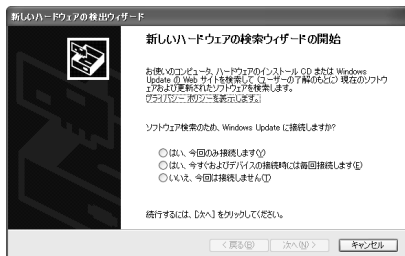 新しいハードウェアの検出ウィザード
新しいハードウェアの検索ウィザードの開始
お使いのコンピュータ、ハードウェアのインストール CD または Windows
Update の Web サイトを検索して (ユーザーの了解のもとに) 現在のソフトウ
ェアおよび更新されたソフトウェアを検索します。
プライバシー ポリシーを表示します。
ソフトウェア検索のため、Windows Update に接続しますか?
はい、今回のみ接続します(Y)
はい、今すぐおよびデバイスの接続時には毎回接続します(E)
いいえ、今回は接続しません(T)
続行するには、[次へ] をクリックしてください。
< 戻る(B)
次へ(N) >
キャンセル